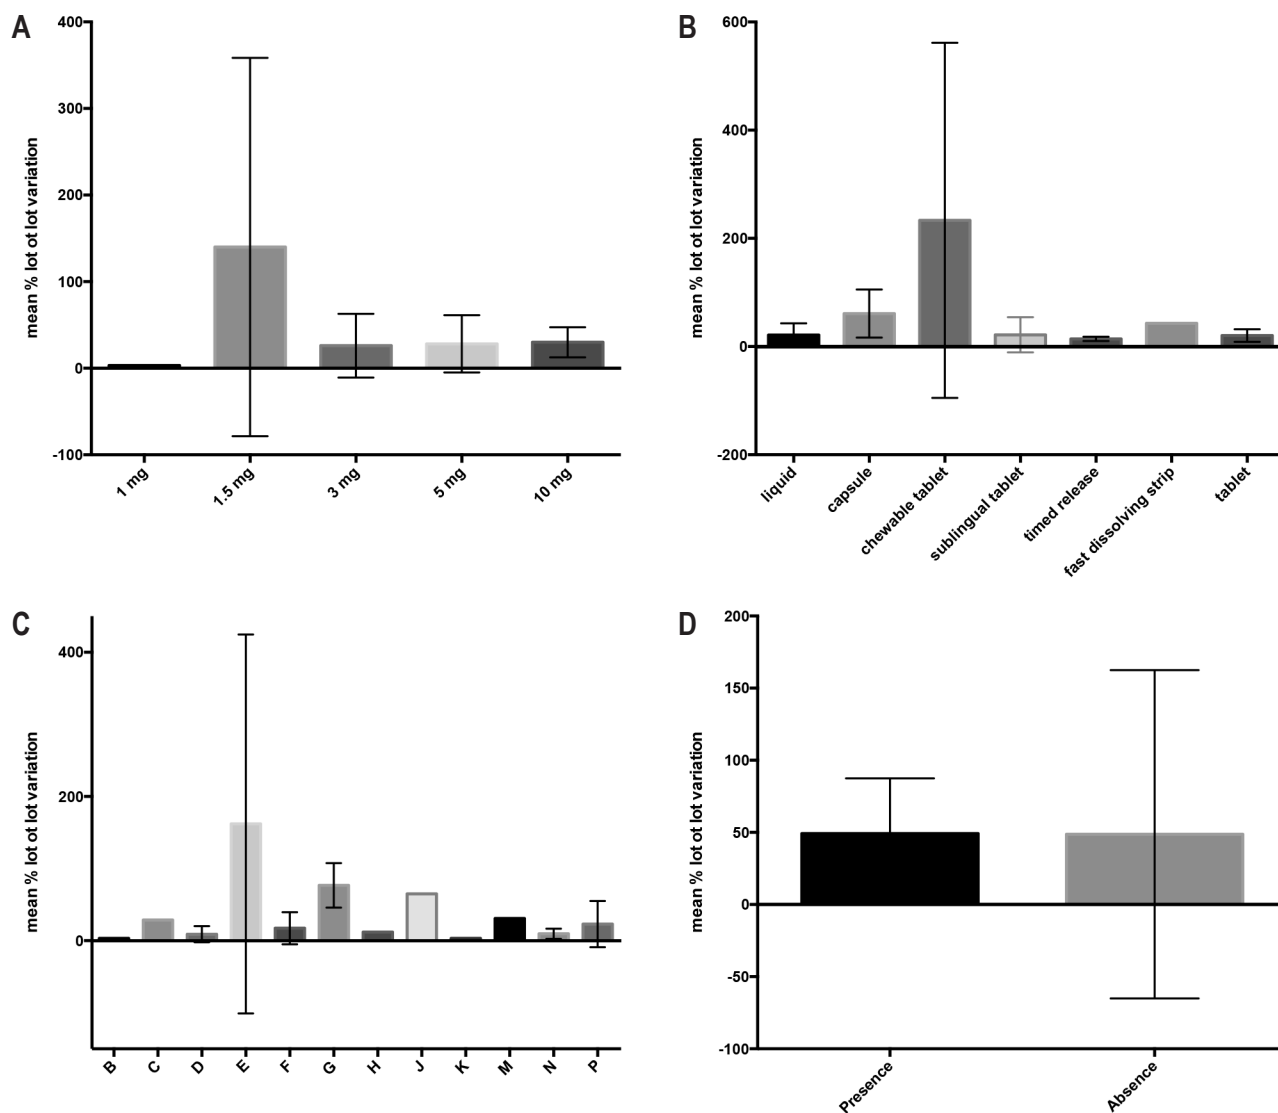 A
400
300
200
100
0
-100
mean % lot ot lot variation
1 mg
1.5 mg
3 mg
5 mg
10 mg
B
600
400
200
0
-200
mean % lot ot lot variation
liquid
capsule
chewable tablet
sublingual tablet
timed release
fast dissolving strip
tablet
C
400
200
0
mean % lot ot lot variation
B
C
D
E
F
G
H
J
K
M
N
P
D
200
150
100
50
0
-50
-100
mean % lot ot lot variation
Presence
Absence